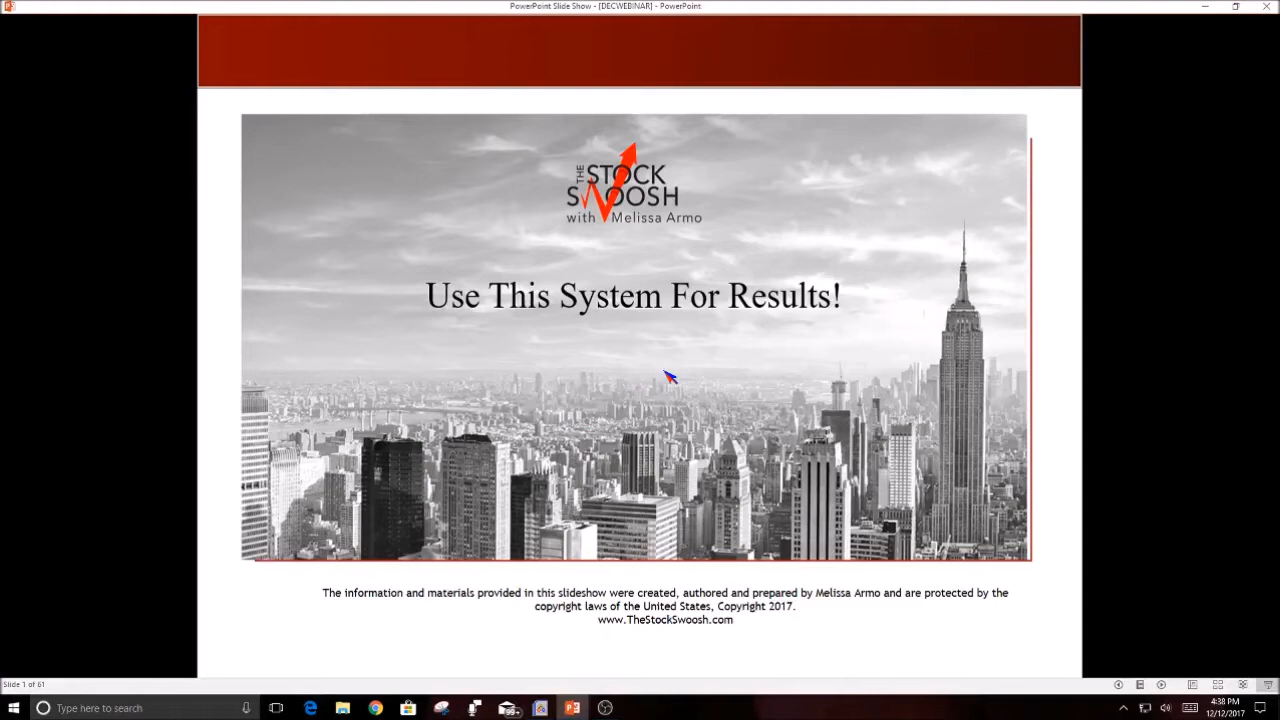 PowerPoint Slide Show - [DECWEBINAR] - PowerPoint
THE STOCK
SWOOSH
with Melissa Armo
Use This System For Results!
The information and materials provided in this slideshow were created, authored and prepared by Melissa Armo and are protected by the
copyright laws of the United States, Copyright 2017.
www.TheStockSwoosh.com
Slide 1 of 61
Type here to search
4:38 PM
12/12/2017